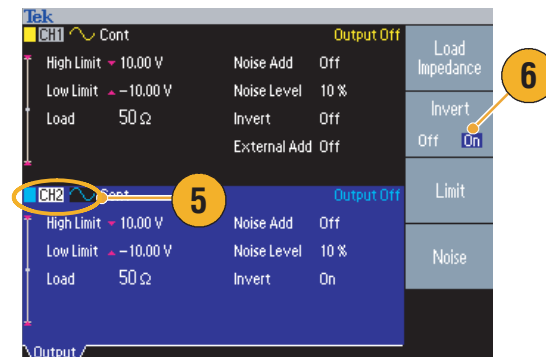 Tek
CH1 Cont Output Off
High Limit 10.00 V Noise Add Off
Low Limit –10.00 V Noise Level 10 %
Load 50 Ω Invert Off
External Add Off
CH2 Cont Output Off
High Limit 10.00 V Noise Add Off
Low Limit –10.00 V Noise Level 10 %
Load 50 Ω Invert On
Output
Load
Impedance
Invert
Off On
Limit
Noise
5
6